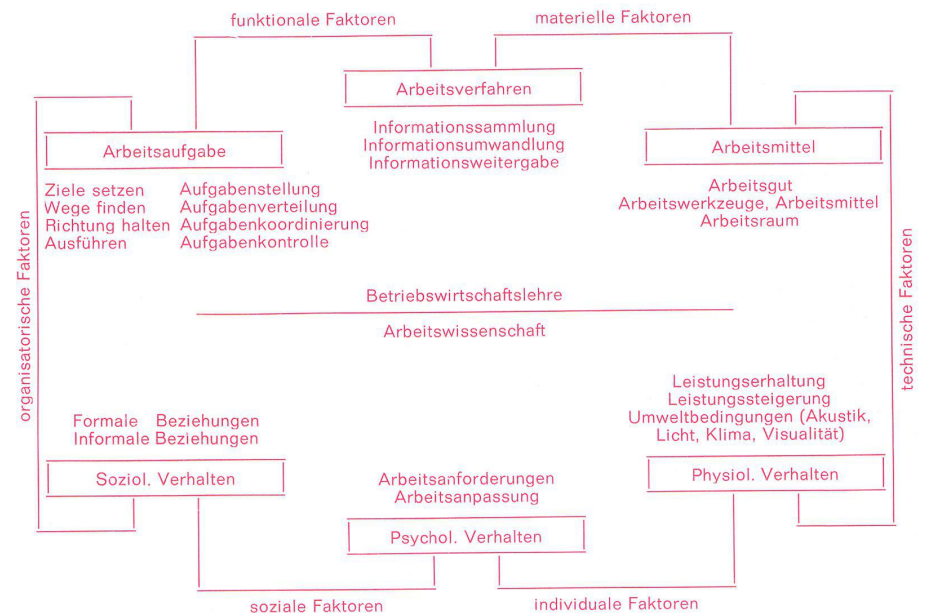 funktionale Faktoren
materielle Faktoren
Arbeitsverfahren
Informationssammlung
Informationsumwandlung
Informationsweitergabe
Arbeitsaufgabe
Ziele setzen Aufgabenstellung
Wege finden Aufgabenverteilung
Richtung halten Aufgabenkoordinierung
Ausführen Aufgabenkontrolle
Arbeitsmittel
Arbeitsgut
Arbeitswerkzeuge, Arbeitsmittel
Arbeitsraum
organisatorische Faktoren
technische Faktoren
Betriebswirtschaftslehre
Arbeitswissenschaft
Formale Beziehungen
Informale Beziehungen
Soziol. Verhalten
Arbeitsanforderungen
Arbeitsanpassung
Psychol. Verhalten
Leistungserhaltung
Leistungssteigerung
Umweltbedingungen (Akustik,
Licht, Klima, Visualität)
Physiol. Verhalten
soziale Faktoren
individuale Faktoren